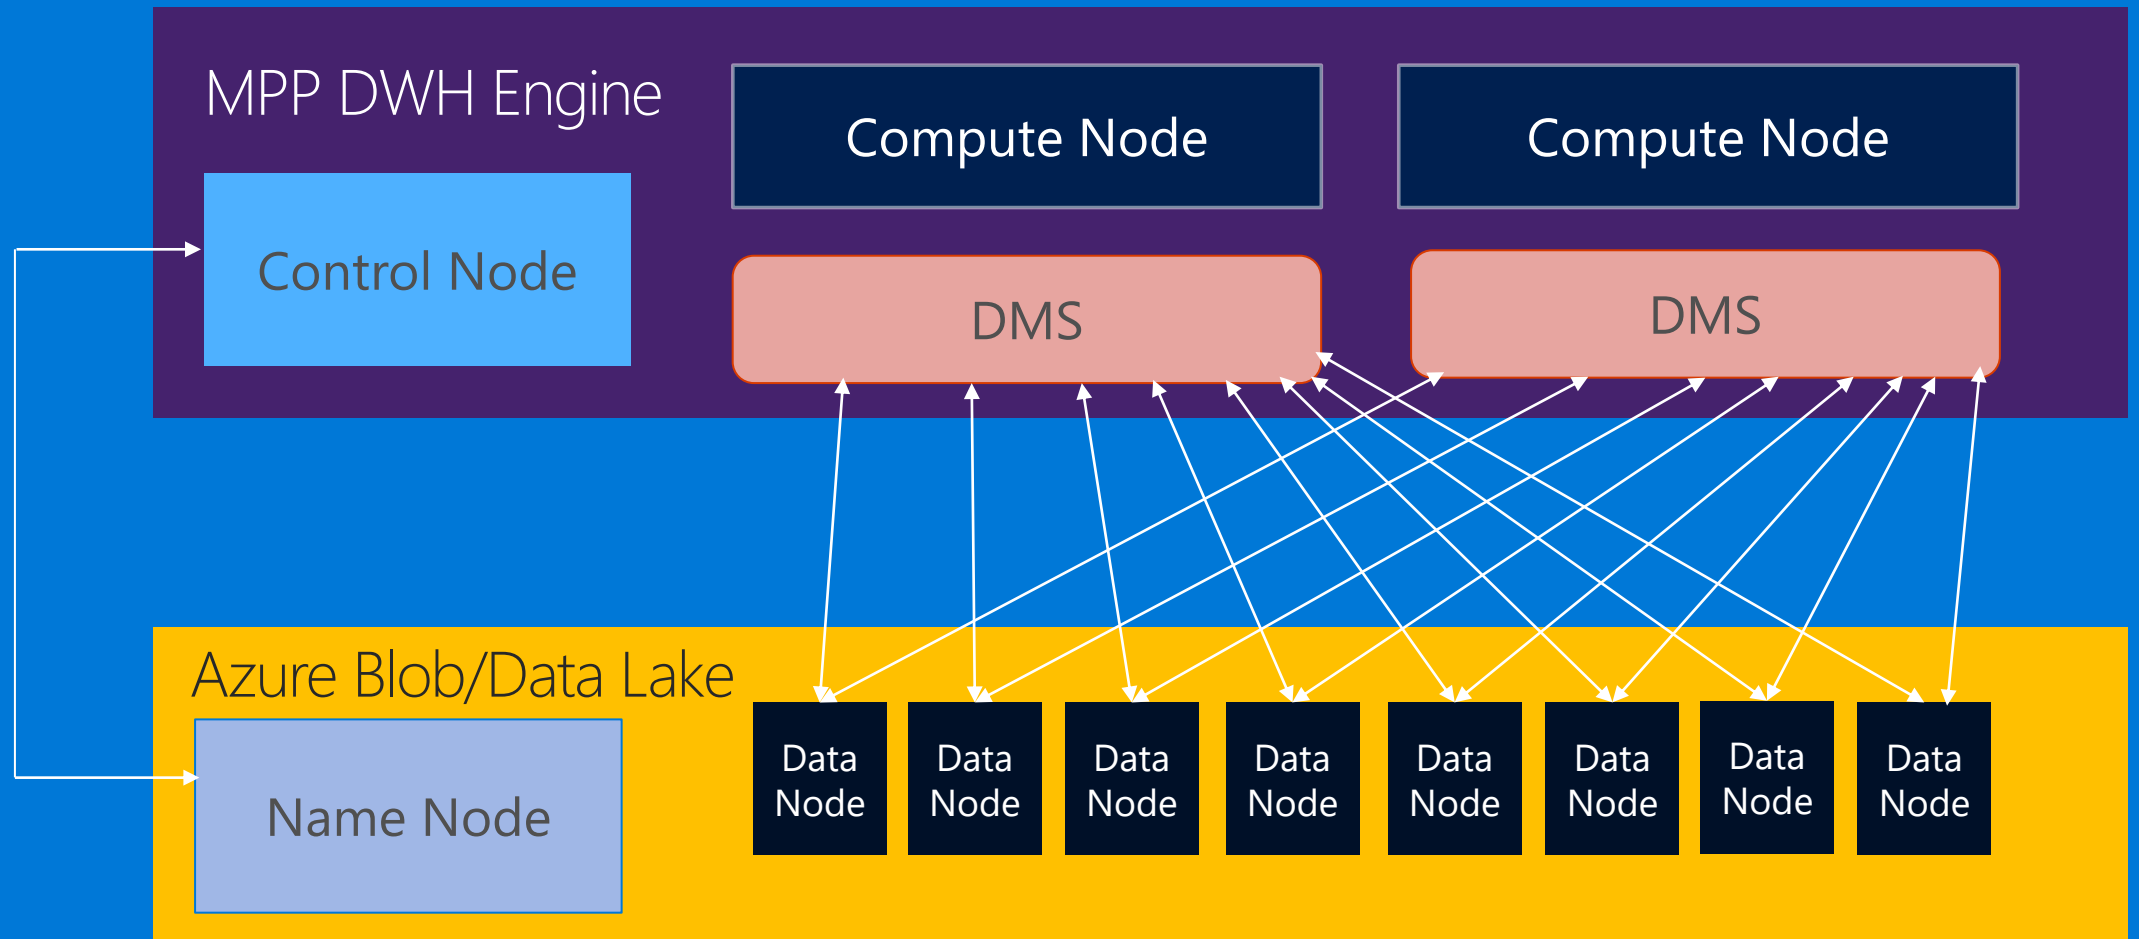 MPP DWH Engine
Compute Node
Compute Node
Control Node
DMS
DMS
Azure Blob/Data Lake
Name Node
Data
Node
Data
Node
Data
Node
Data
Node
Data
Node
Data
Node
Data
Node
Data
Node